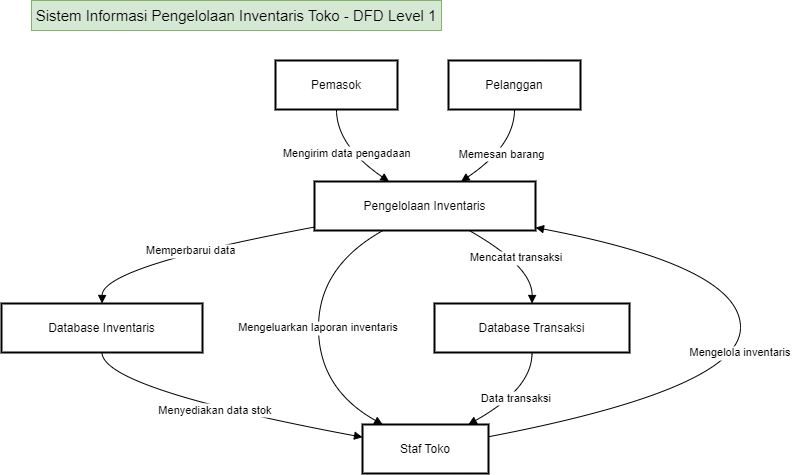 Sistem Informasi Pengelolaan Inventaris Toko - DFD Level 1
Pemasok
Pelanggan
Mengirim data pengadaan
Memesan barang
Pengelolaan Inventaris
Memperbarui data
Mencatat transaksi
Database Inventaris
Mengeluarkan laporan inventaris
Database Transaksi
Mengelola inventaris
Menyediakan data stok
Data transaksi
Staf Toko